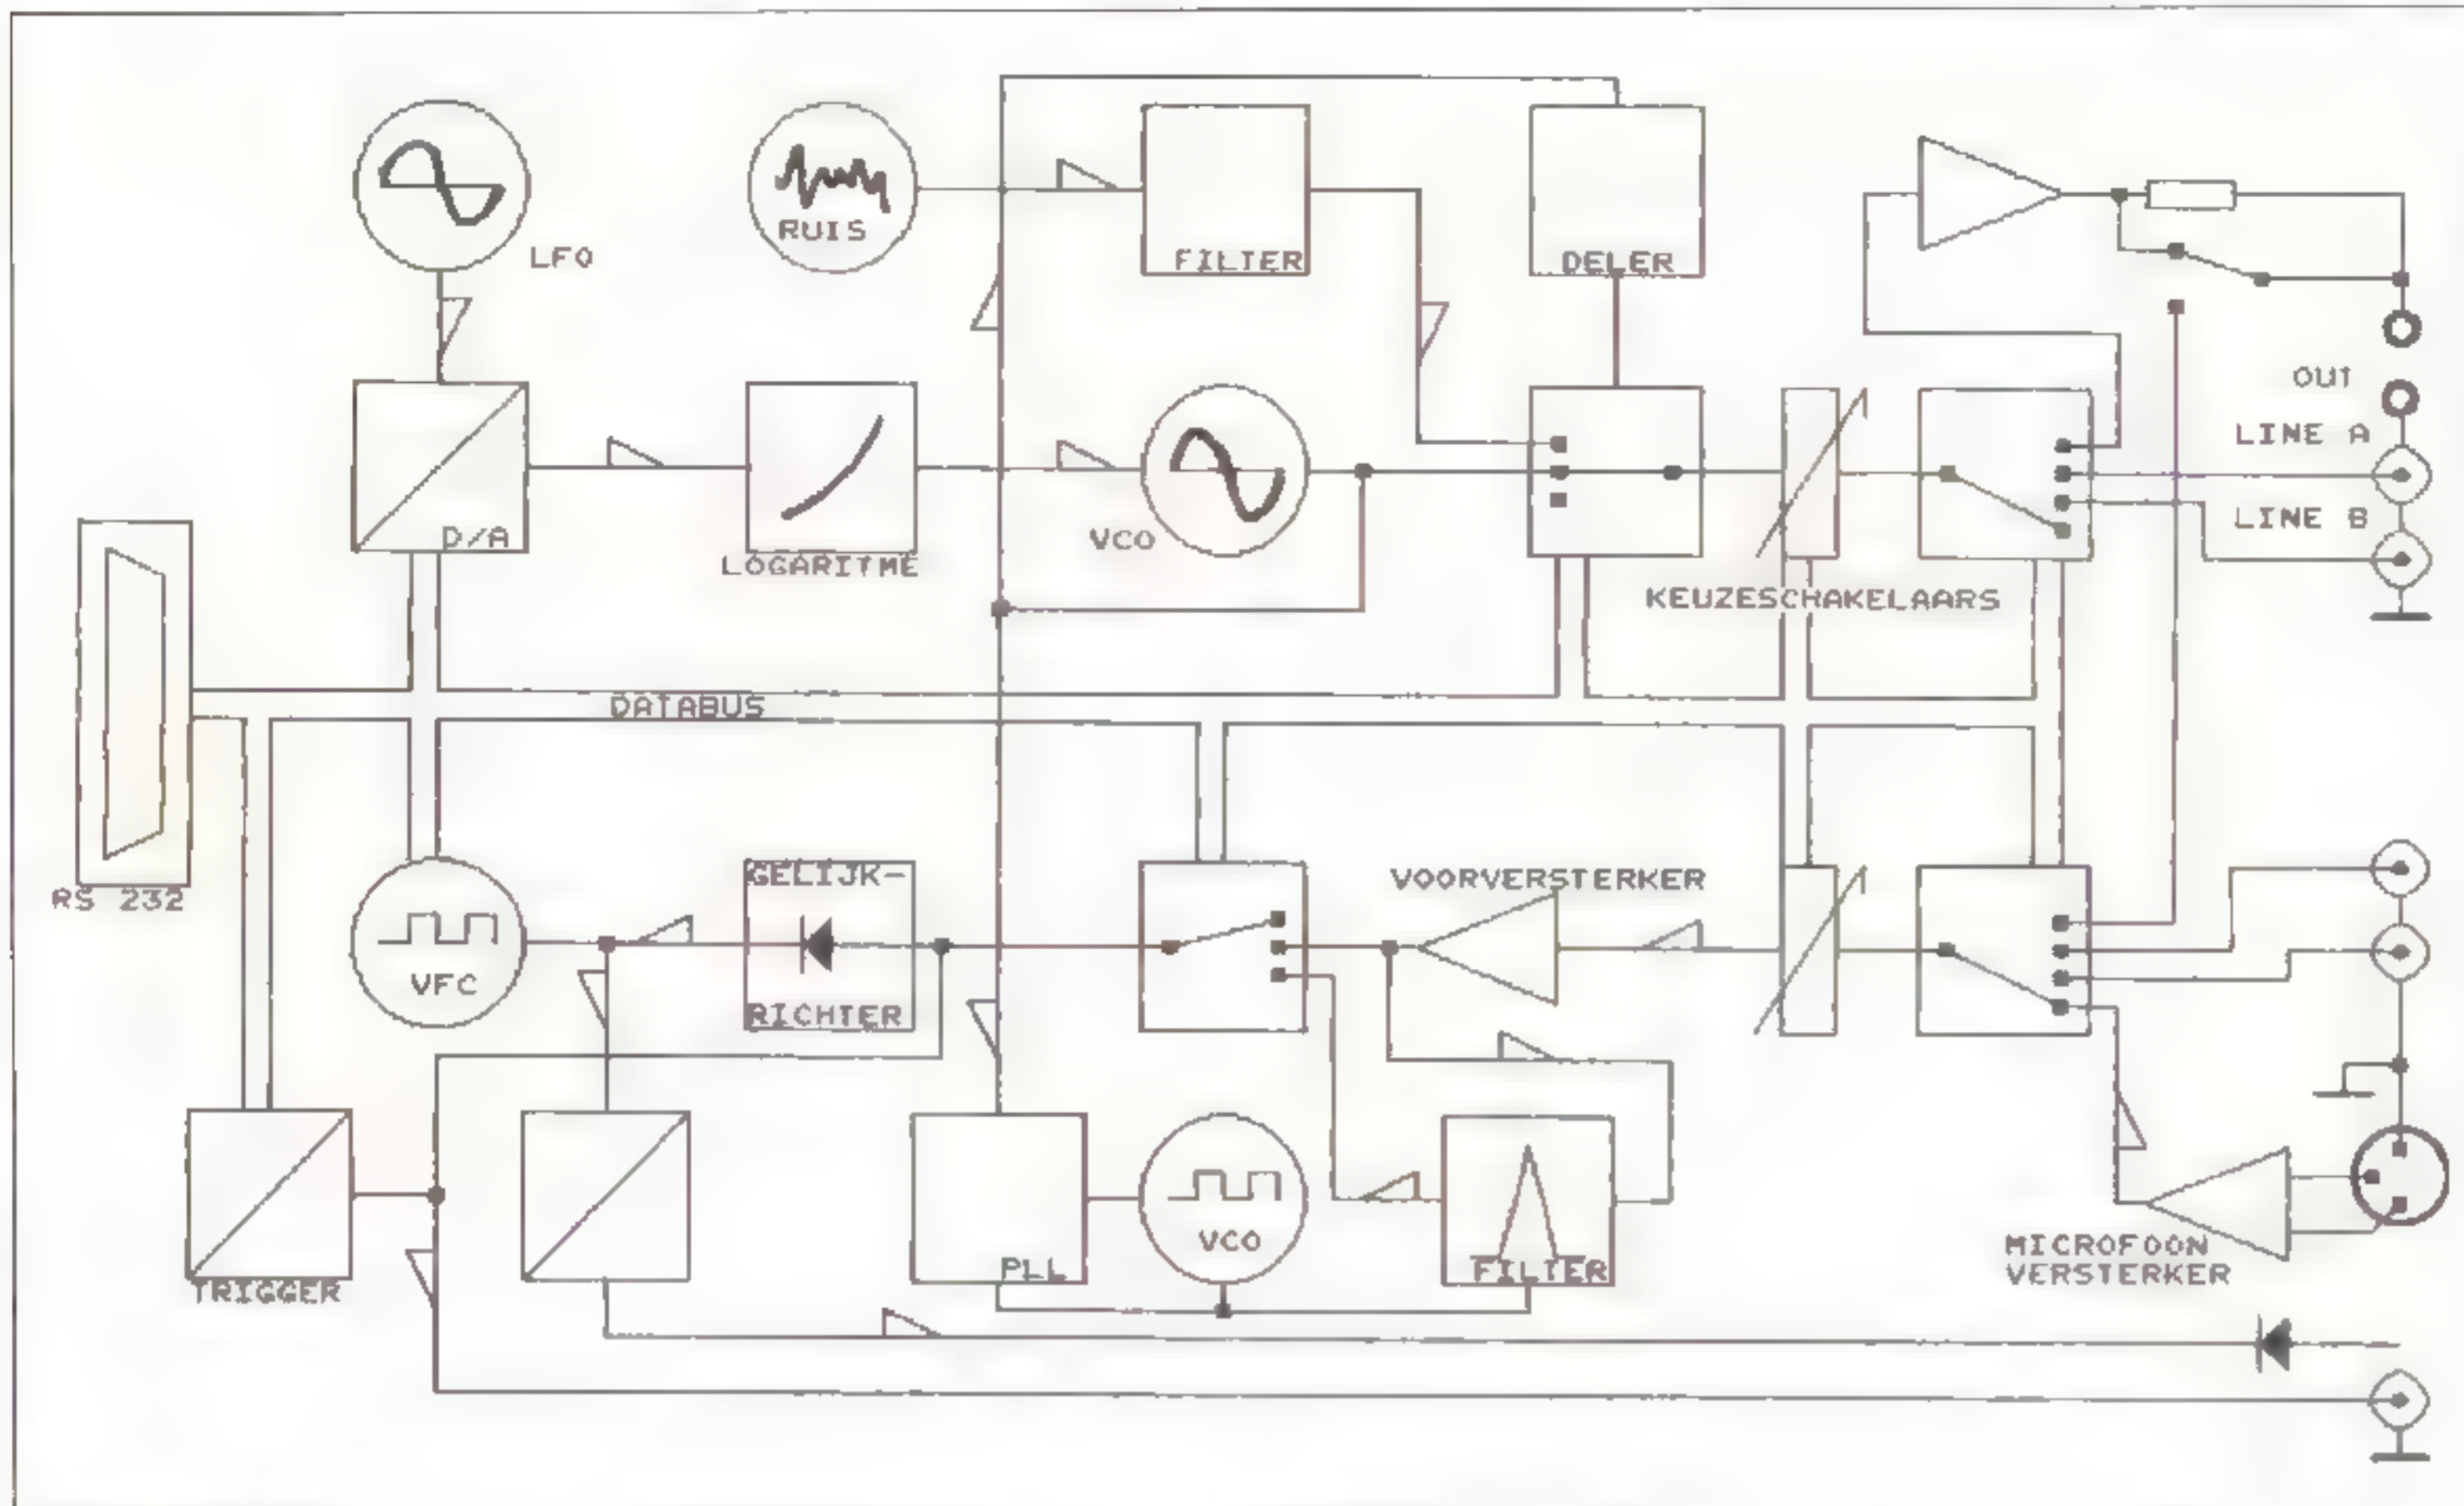 LFO
RUIS
FILTER
DELER
OUT
LINE A
D/A
LINE B
VCO
LOGARITME
KEUZESCHAKELAARS
DATABUS
RS 232
GELIJK-
VOORVERSTERKER
VFC
RICHTER
VCO
MICROFOON
VERSTERKER
PLL
FILTER
TRIGGER